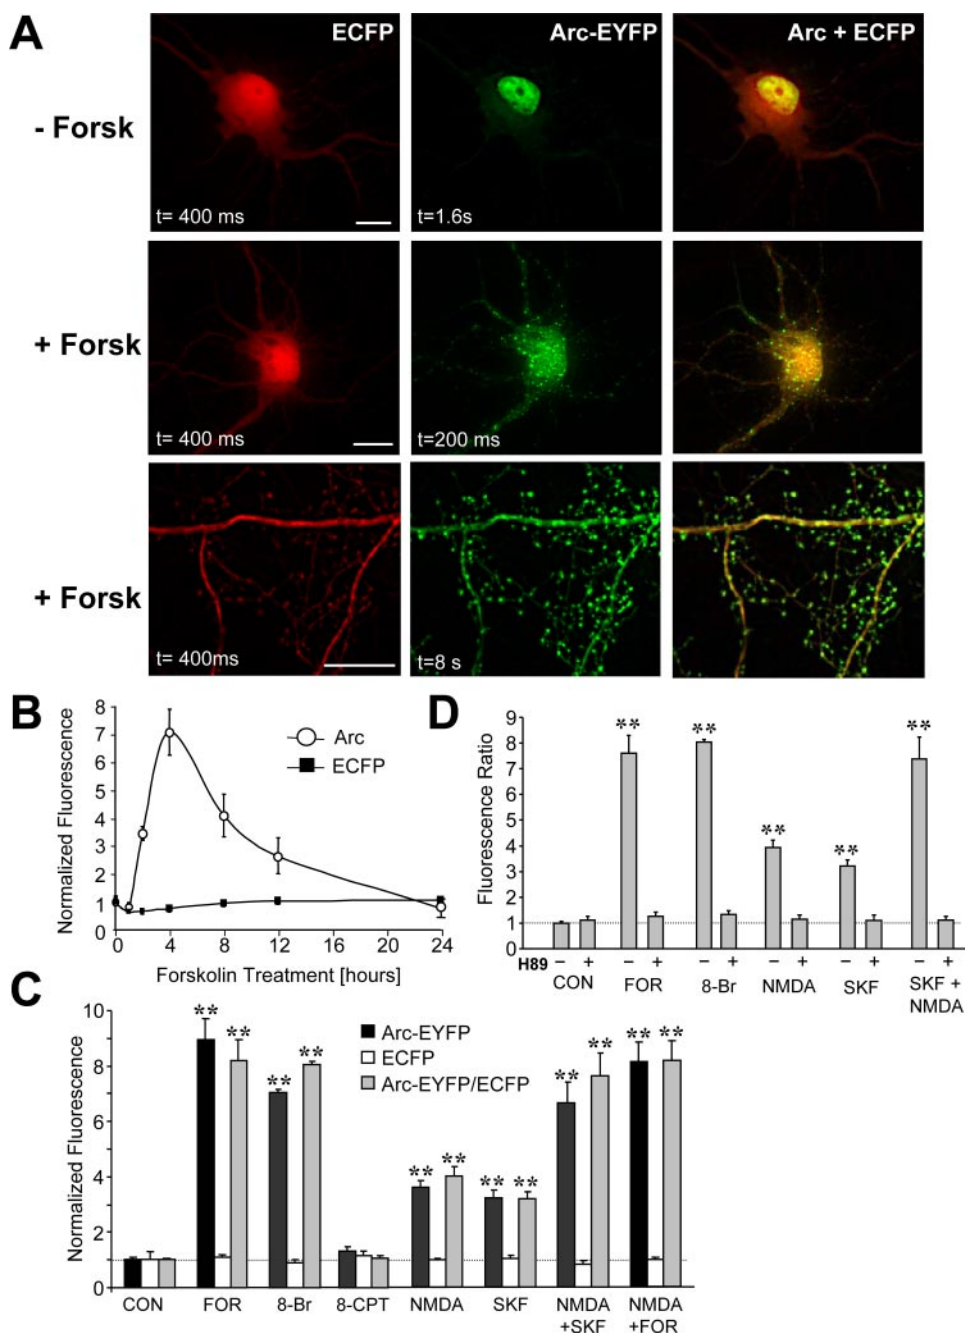 A
ECFP
Arc-EYFP
Arc + ECFP
- Forsk
t= 400 ms
t=1.6s
+ Forsk
t= 400 ms
t=200 ms
+ Forsk
t= 400ms
t=8 s
B
Normalized Fluorescence
8
7
6
5
4
3
2
1
0
Arc
ECFP
0 4 8 12 16 20 24
Forskolin Treatment [hours]
D
Fluorescence Ratio
9
8
7
6
5
4
3
2
1
0
** ** ** ** **
H89 – + – + – + – + – + – +
CON FOR 8-Br NMDA SKF SKF + NMDA
C
Normalized Fluorescence
10
8
6
4
2
0
Arc-EYFP
ECFP
Arc-EYFP/ECFP
** ** ** ** ** ** ** ** ** ** ** **
CON FOR 8-Br 8-CPT NMDA SKF NMDA +SKF NMDA +FOR